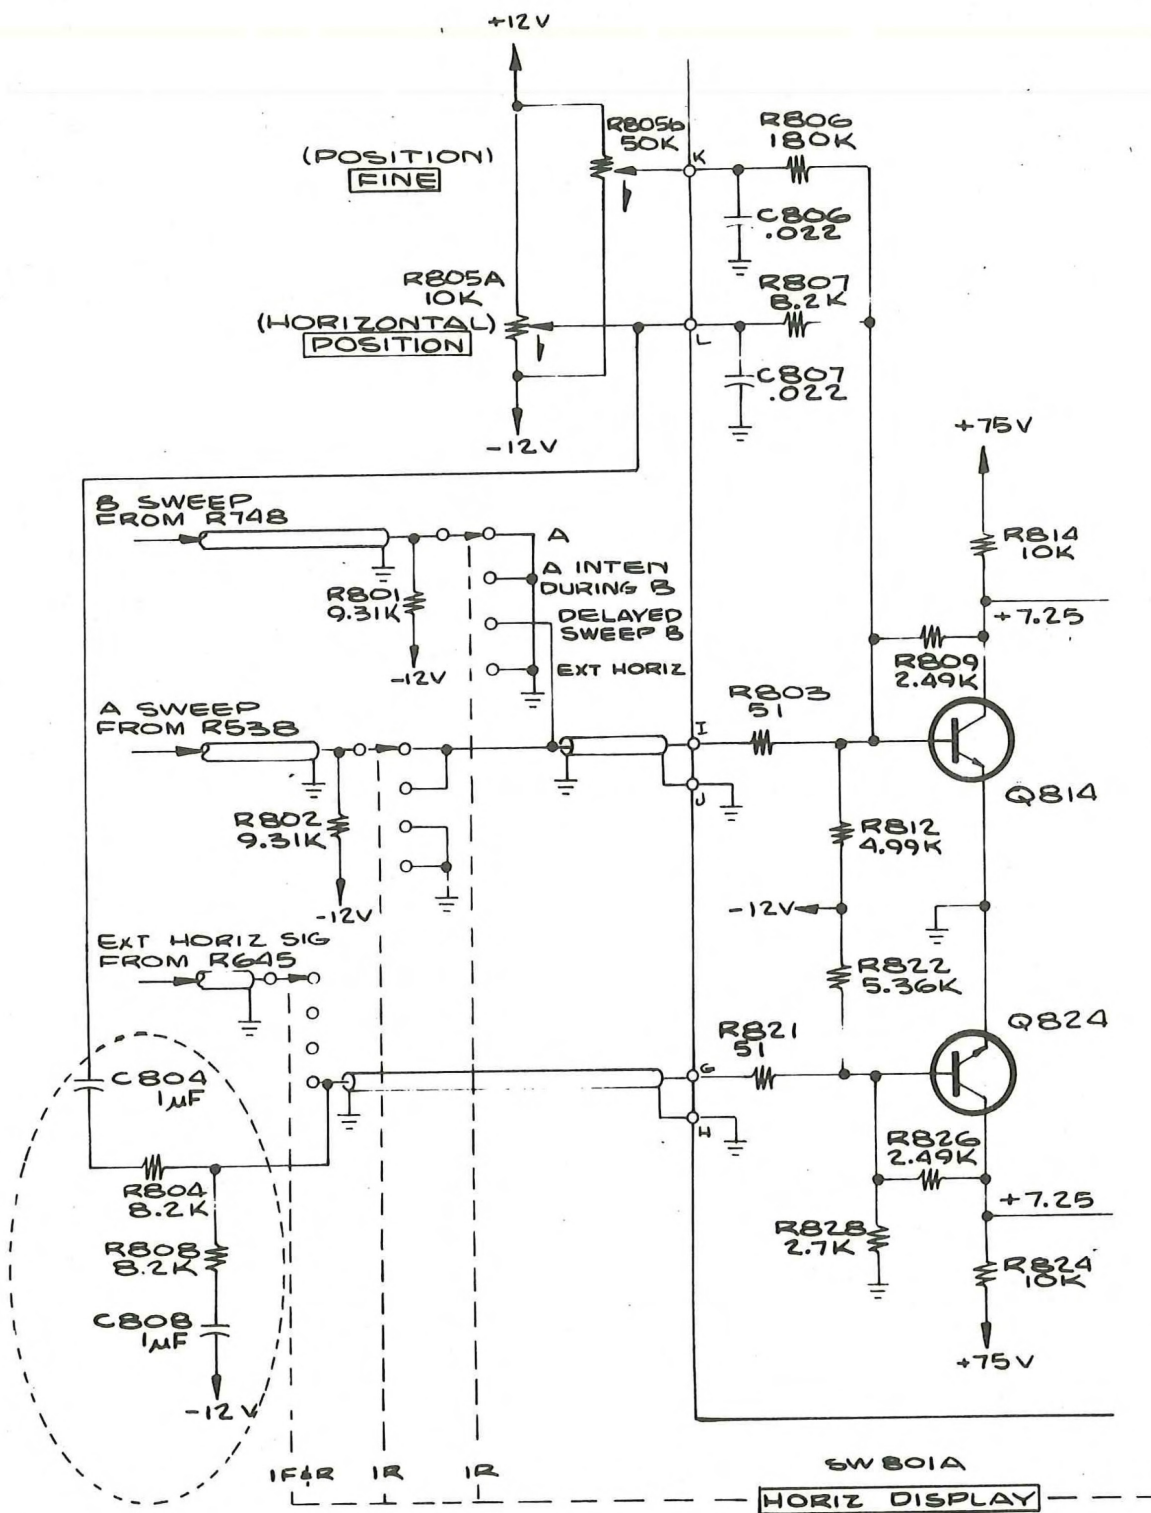 +12V
R805b
50K
K
R806
180K
(POSITION)
FINE
C806
.022
R805A
10K
R807
8.2K
(HORIZONTAL)
POSITION
L
C807
.022
-12V
+75V
B SWEEP
FROM R748
A
R814
10K
A INTEN
DURING B
R801
9.31K
DELAYED
SWEEP B
+7.25
-12V
EXT HORIZ
R809
2.49K
A SWEEP
FROM R538
R803
51
I
J
Q814
R802
9.31K
R812
4.99K
-12V
-12V
EXT HORIZ SIG
FROM R645
R822
5.36K
R821
51
Q824
G
C804
1µF
H
R826
2.49K
R804
8.2K
+7.25
R808
8.2K
R828
2.7K
R824
10K
C808
1µF
+75V
-12V
1F&R
1R
1R
SW801A
HORIZ DISPLAY